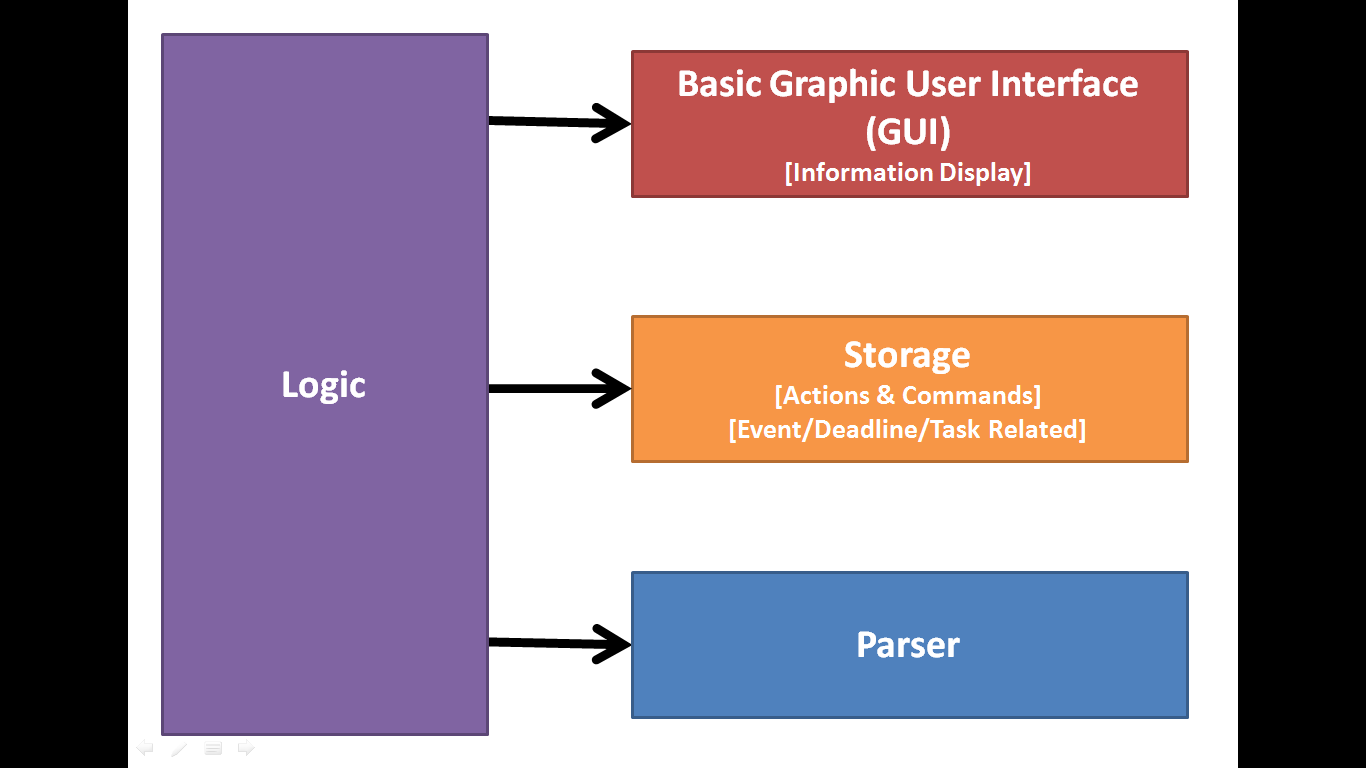 Logic
Basic Graphic User Interface
(GUI)
[Information Display]
Storage
[Actions & Commands]
[Event/Deadline/Task Related]
Parser